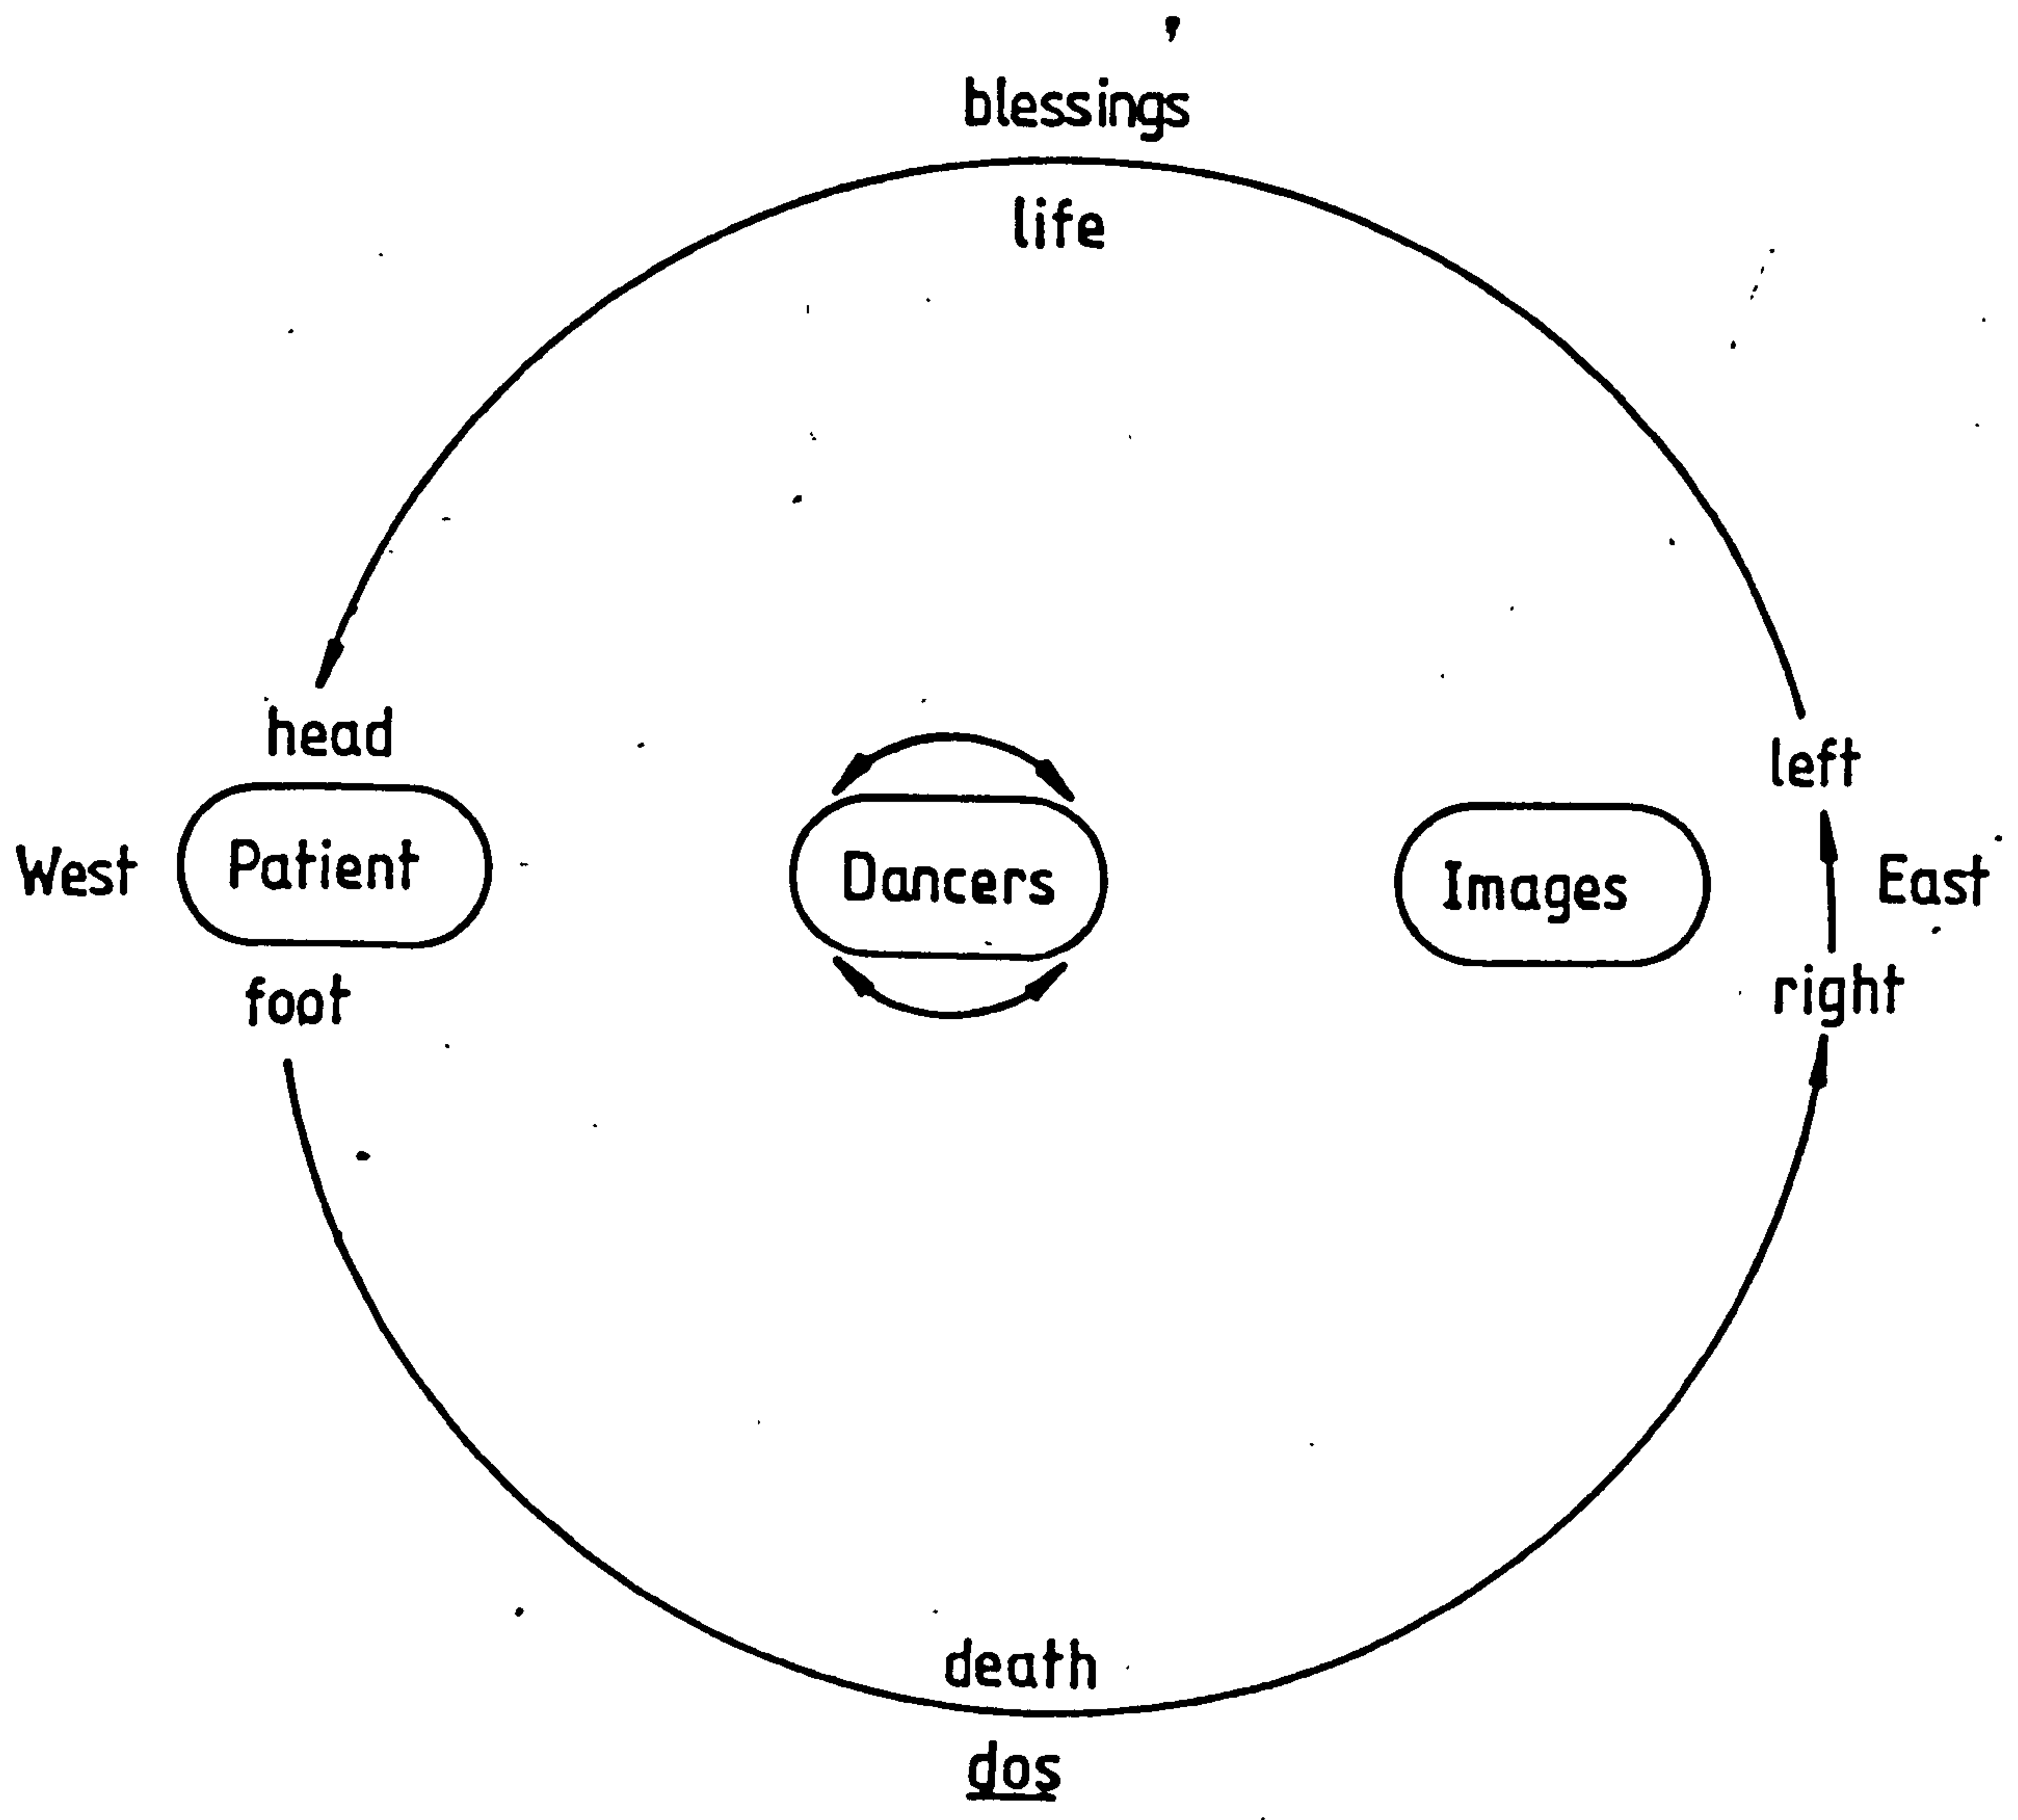 blessings
life
head
left
West
Patient
Dancers
Images
East
foot
right
death
dos